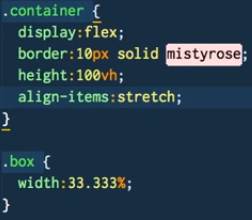 .container {
display:flex;
border:10px solid mistyrose;
height:100vh;
align-items:stretch;
}
.box {
width:33.333%;
}